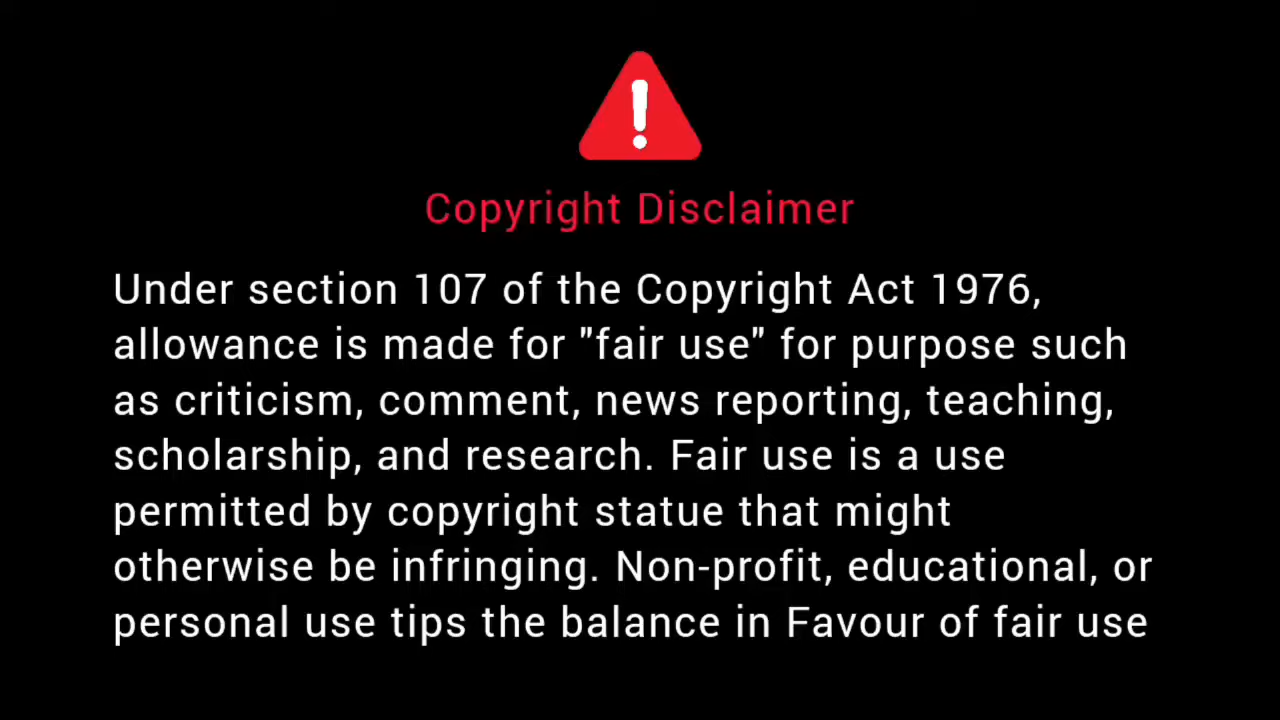 Copyright Disclaimer
Under section 107 of the Copyright Act 1976,
allowance is made for "fair use" for purpose such
as criticism, comment, news reporting, teaching,
scholarship, and research. Fair use is a use
permitted by copyright statue that might
otherwise be infringing. Non-profit, educational, or
personal use tips the balance in Favour of fair use